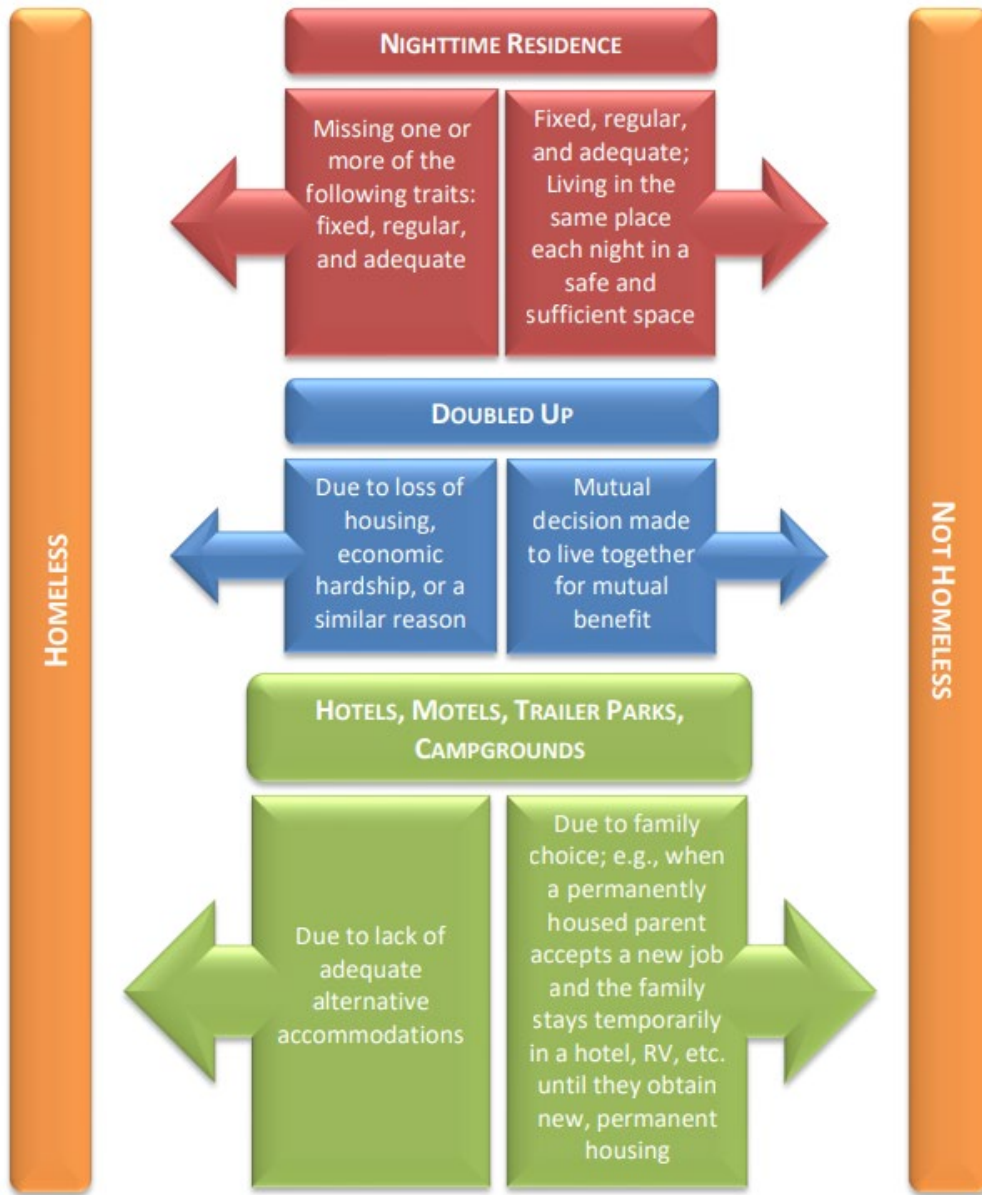 HOMELESS
NIGHTTIME RESIDENCE
Missing one or
more of the
following traits:
fixed, regular,
and adequate
Fixed, regular,
and adequate;
Living in the
same place
each night in a
safe and
sufficient space
DOUBLED UP
Due to loss of
housing,
economic
hardship, or a
similar reason
Mutual
decision made
to live together
for mutual
benefit
HOTELS, MOTELS, TRAILER PARKS,
CAMPGROUNDS
Due to lack of
adequate
alternative
accommodations
Due to family
choice; e.g., when
a permanently
housed parent
accepts a new job
and the family
stays temporarily
in a hotel, RV, etc.
until they obtain
new, permanent
housing
NOT HOMELESS